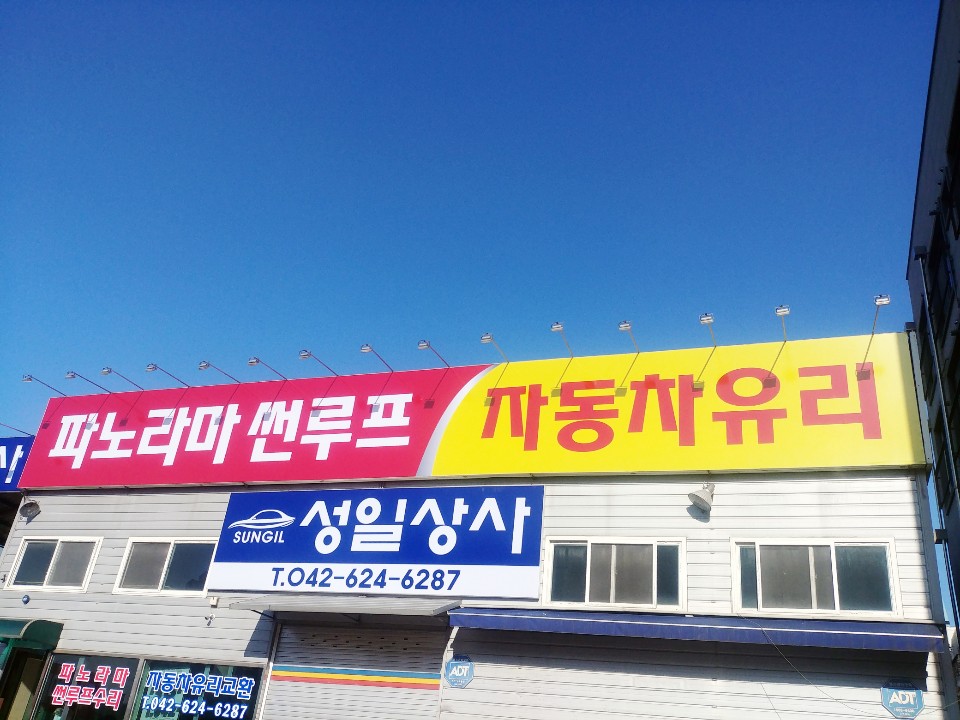 파노라마 썬루프 자동차유리
사
SUNGIL 성일상사
T.042-624-6287
파노라마
썬루프수리
자동차유리교환
T.042-624-6287
ADT
ADT